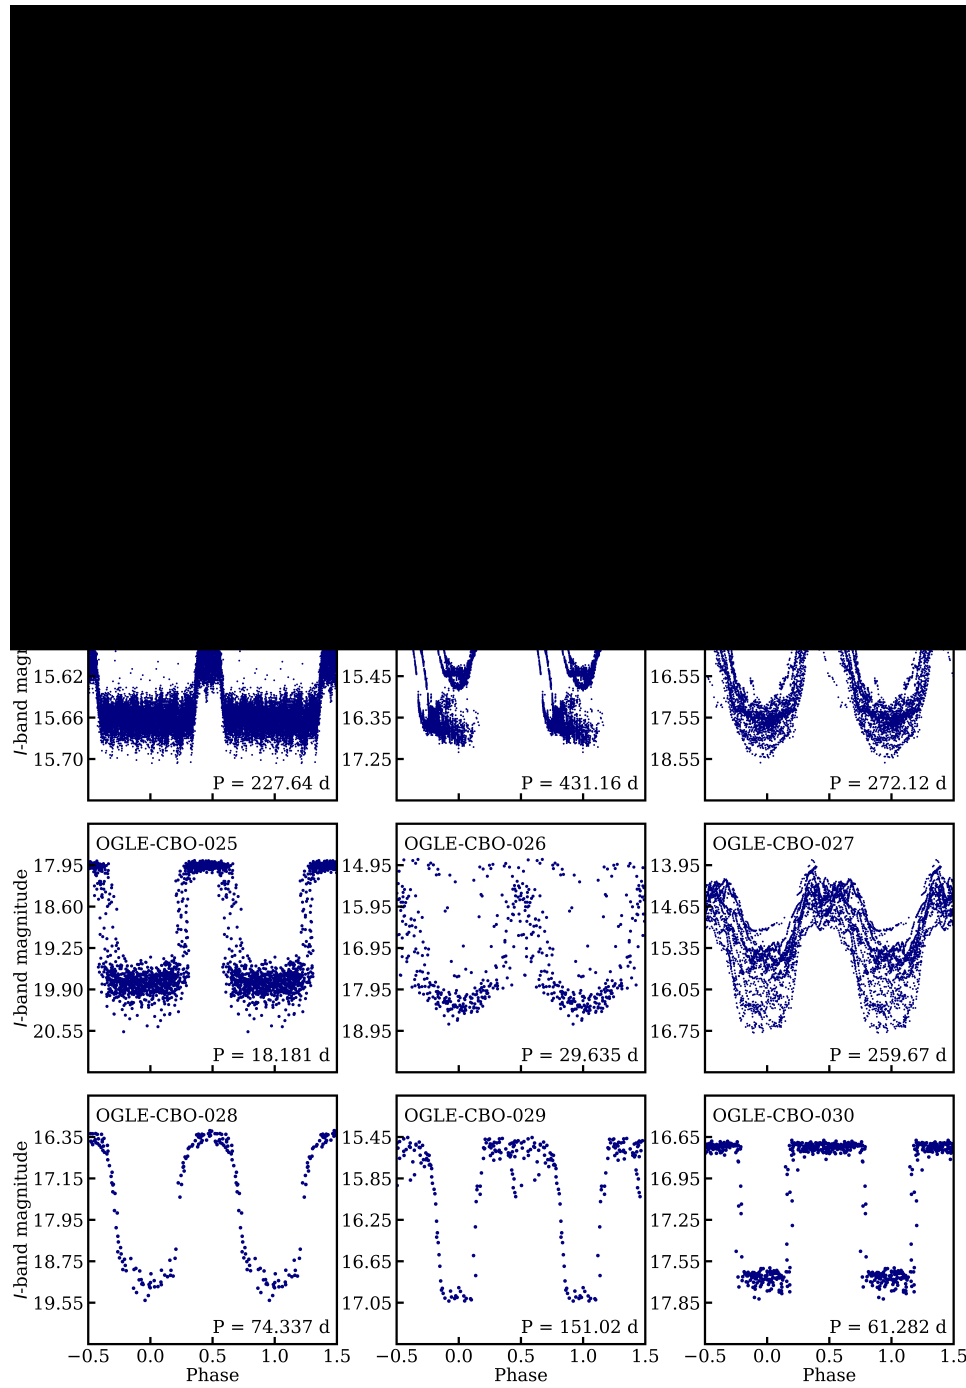 15.62 15.45 16.55
15.66 16.35 17.55
15.70 17.25 18.55
P = 227.64 d P = 431.16 d P = 272.12 d
I-band magnitude
OGLE-CBO-025 OGLE-CBO-026 OGLE-CBO-027
17.95 14.95 13.95
18.60 15.95 14.65
19.25 16.95 15.35
19.90 17.95 16.05
20.55 18.95 16.75
P = 18.181 d P = 29.635 d P = 259.67 d
I-band magnitude
OGLE-CBO-028 OGLE-CBO-029 OGLE-CBO-030
16.35 15.45 16.65
17.15 15.85 16.95
17.95 16.25 17.25
18.75 16.65 17.55
19.55 17.05 17.85
P = 74.337 d P = 151.02 d P = 61.282 d
−0.5 0.0 0.5 1.0 1.5 −0.5 0.0 0.5 1.0 1.5 −0.5 0.0 0.5 1.0 1.5
Phase Phase Phase